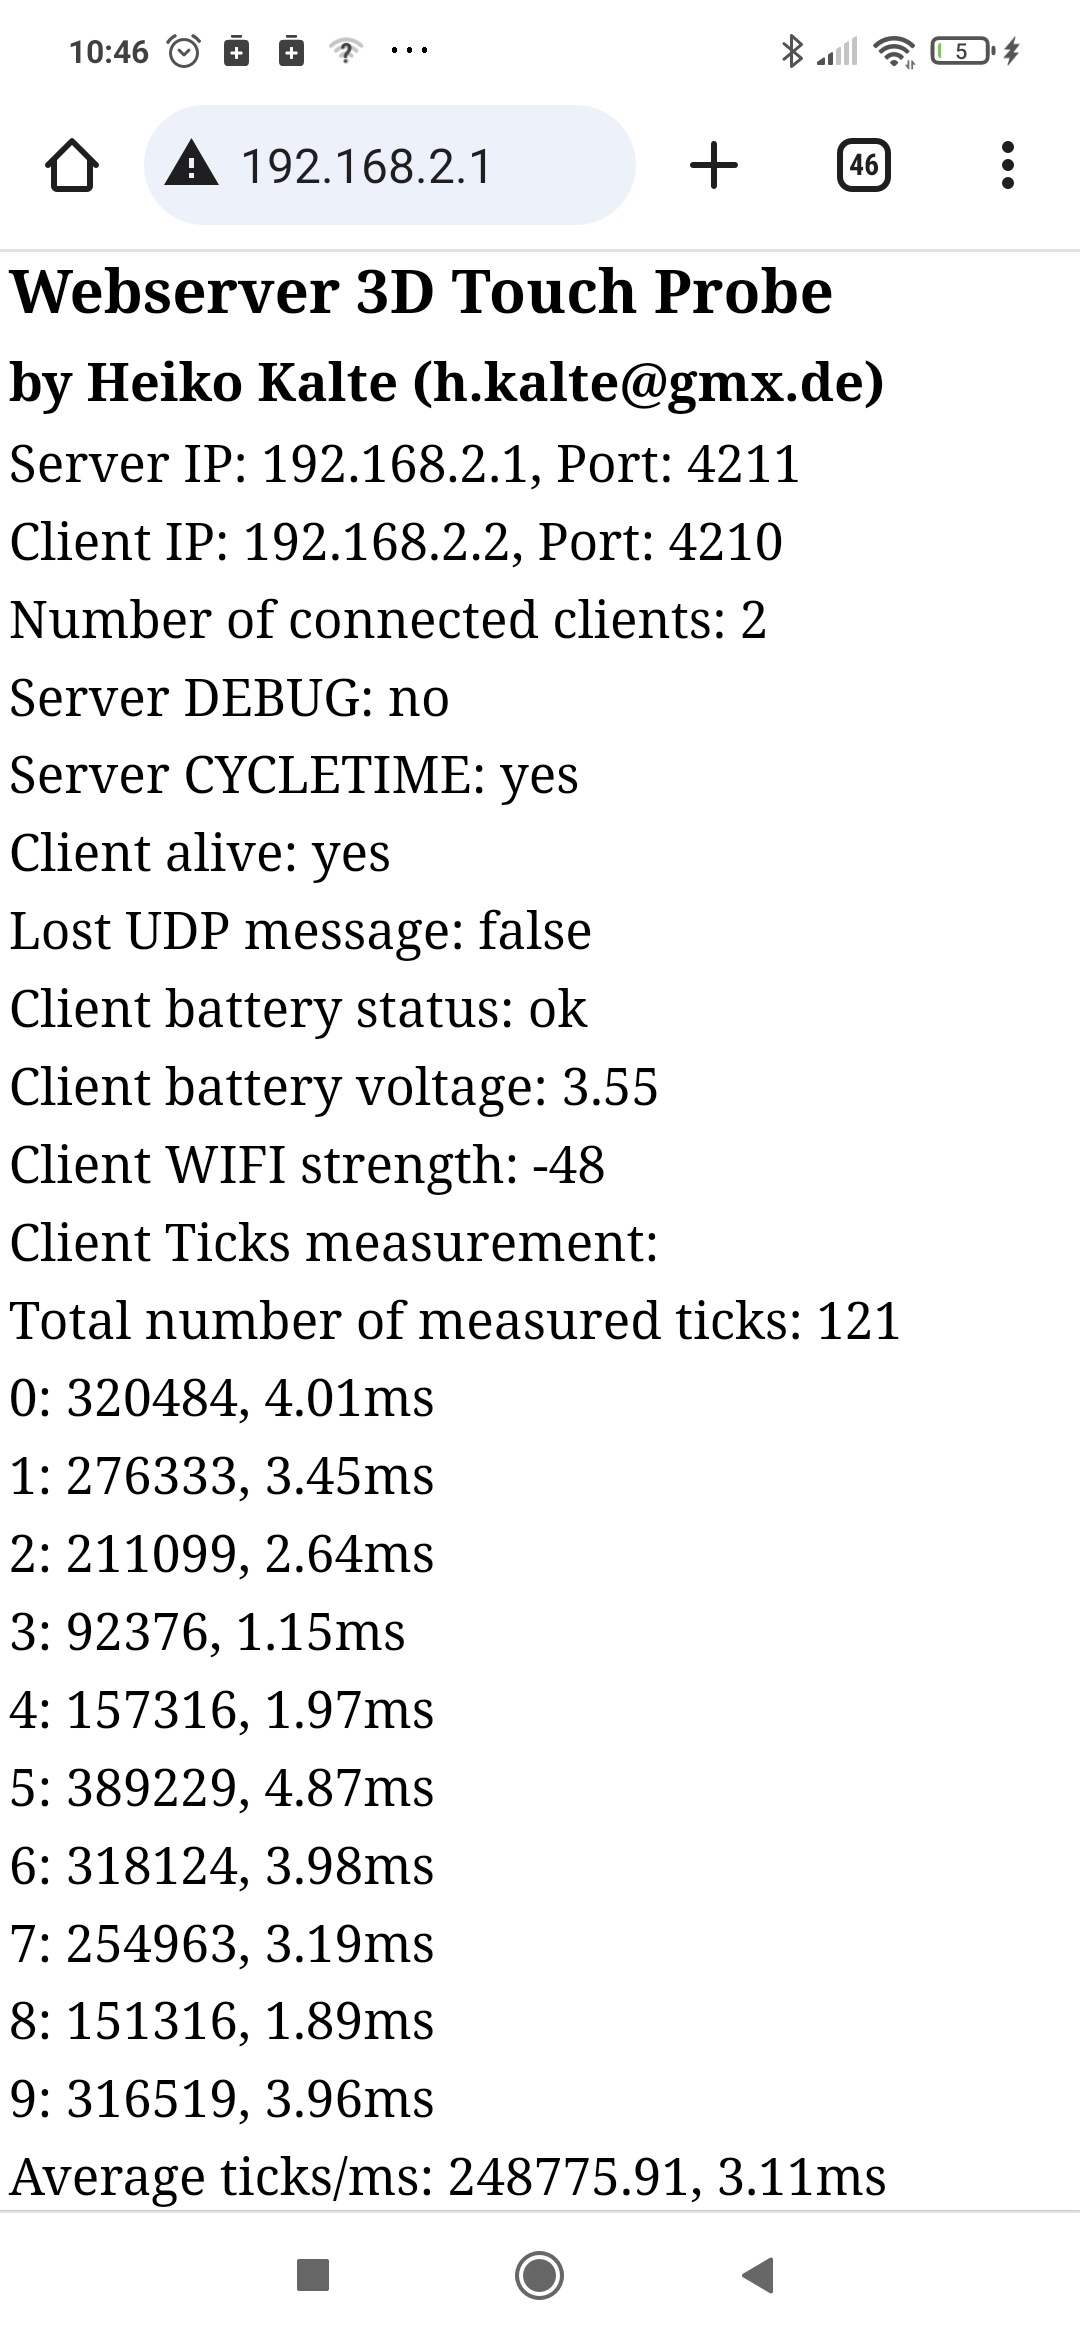 10:46
5
192.168.2.1
46
Webserver 3D Touch Probe
by Heiko Kalte (h.kalte@gmx.de)
Server IP: 192.168.2.1, Port: 4211
Client IP: 192.168.2.2, Port: 4210
Number of connected clients: 2
Server DEBUG: no
Server CYCLETIME: yes
Client alive: yes
Lost UDP message: false
Client battery status: ok
Client battery voltage: 3.55
Client WIFI strength: -48
Client Ticks measurement:
Total number of measured ticks: 121
0: 320484, 4.01ms
1: 276333, 3.45ms
2: 211099, 2.64ms
3: 92376, 1.15ms
4: 157316, 1.97ms
5: 389229, 4.87ms
6: 318124, 3.98ms
7: 254963, 3.19ms
8: 151316, 1.89ms
9: 316519, 3.96ms
Average ticks/ms: 248775.91, 3.11ms